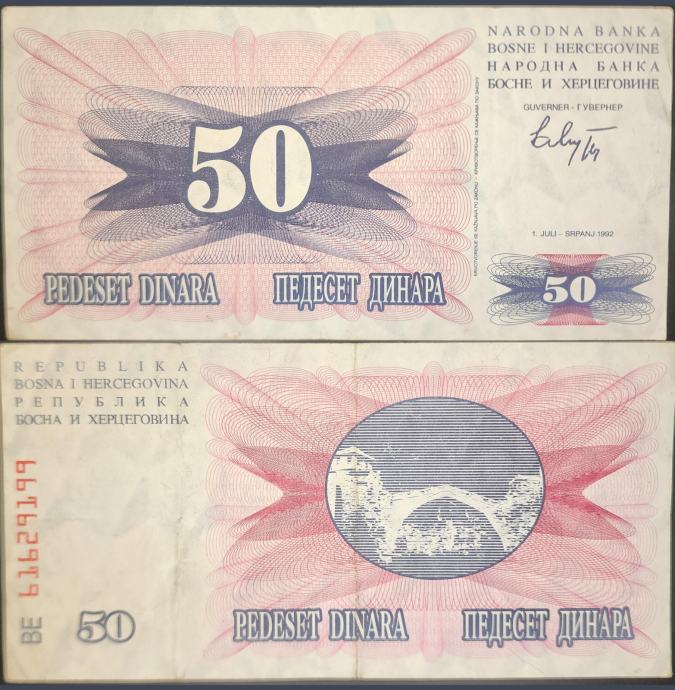 NARODNA BANKA
BOSNE I HERCEGOVINE
НАРОДНА БАНКА
БОСНЕ И ХЕРЦЕГОВИНЕ
GUVERNER - ГУВЕРНЕР
50
1. JULI – SRPANJ 1992
50
PEDESET DINARA ПЕДЕСЕТ ДИНАРА
REPUBLIKA
BOSNA I HERCEGOVINA
РЕПУБЛИКА
БОСНА И ХЕРЦЕГОВИНА
BE 61629199
50
PEDESET DINARA ПЕДЕСЕТ ДИНАРА